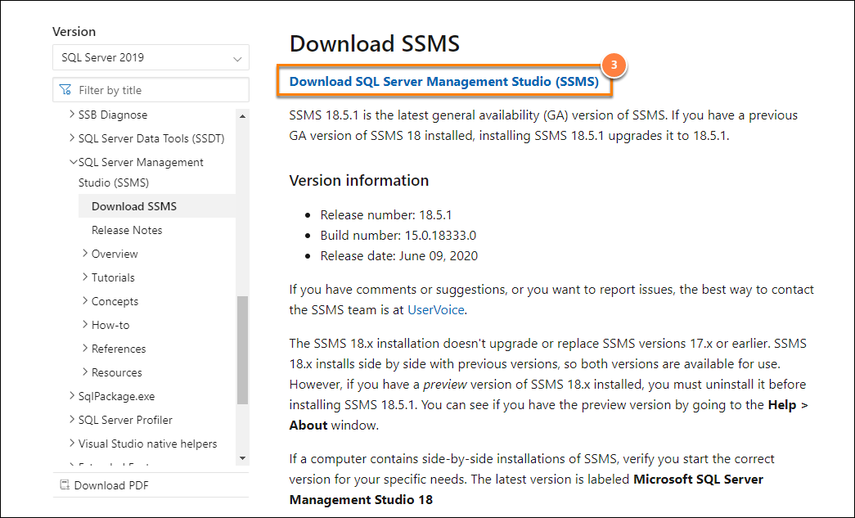 Version
SQL Server 2019
Filter by title
SSB Diagnose
SQL Server Data Tools (SSDT)
SQL Server Management
Studio (SSMS)
Download SSMS
Release Notes
Overview
Tutorials
Concepts
How-to
References
Resources
SqlPackage.exe
SQL Server Profiler
Visual Studio native helpers
Download PDF
Download SSMS
3
Download SQL Server Management Studio (SSMS)
SSMS 18.5.1 is the latest general availability (GA) version of SSMS. If you have a previous
GA version of SSMS 18 installed, installing SSMS 18.5.1 upgrades it to 18.5.1.
Version information
• Release number: 18.5.1
• Build number: 15.0.18333.0
• Release date: June 09, 2020
If you have comments or suggestions, or you want to report issues, the best way to contact
the SSMS team is at UserVoice.
The SSMS 18.x installation doesn't upgrade or replace SSMS versions 17.x or earlier. SSMS
18.x installs side by side with previous versions, so both versions are available for use.
However, if you have a preview version of SSMS 18.x installed, you must uninstall it before
installing SSMS 18.5.1. You can see if you have the preview version by going to the Help >
About window.
If a computer contains side-by-side installations of SSMS, verify you start the correct
version for your specific needs. The latest version is labeled Microsoft SQL Server
Management Studio 18